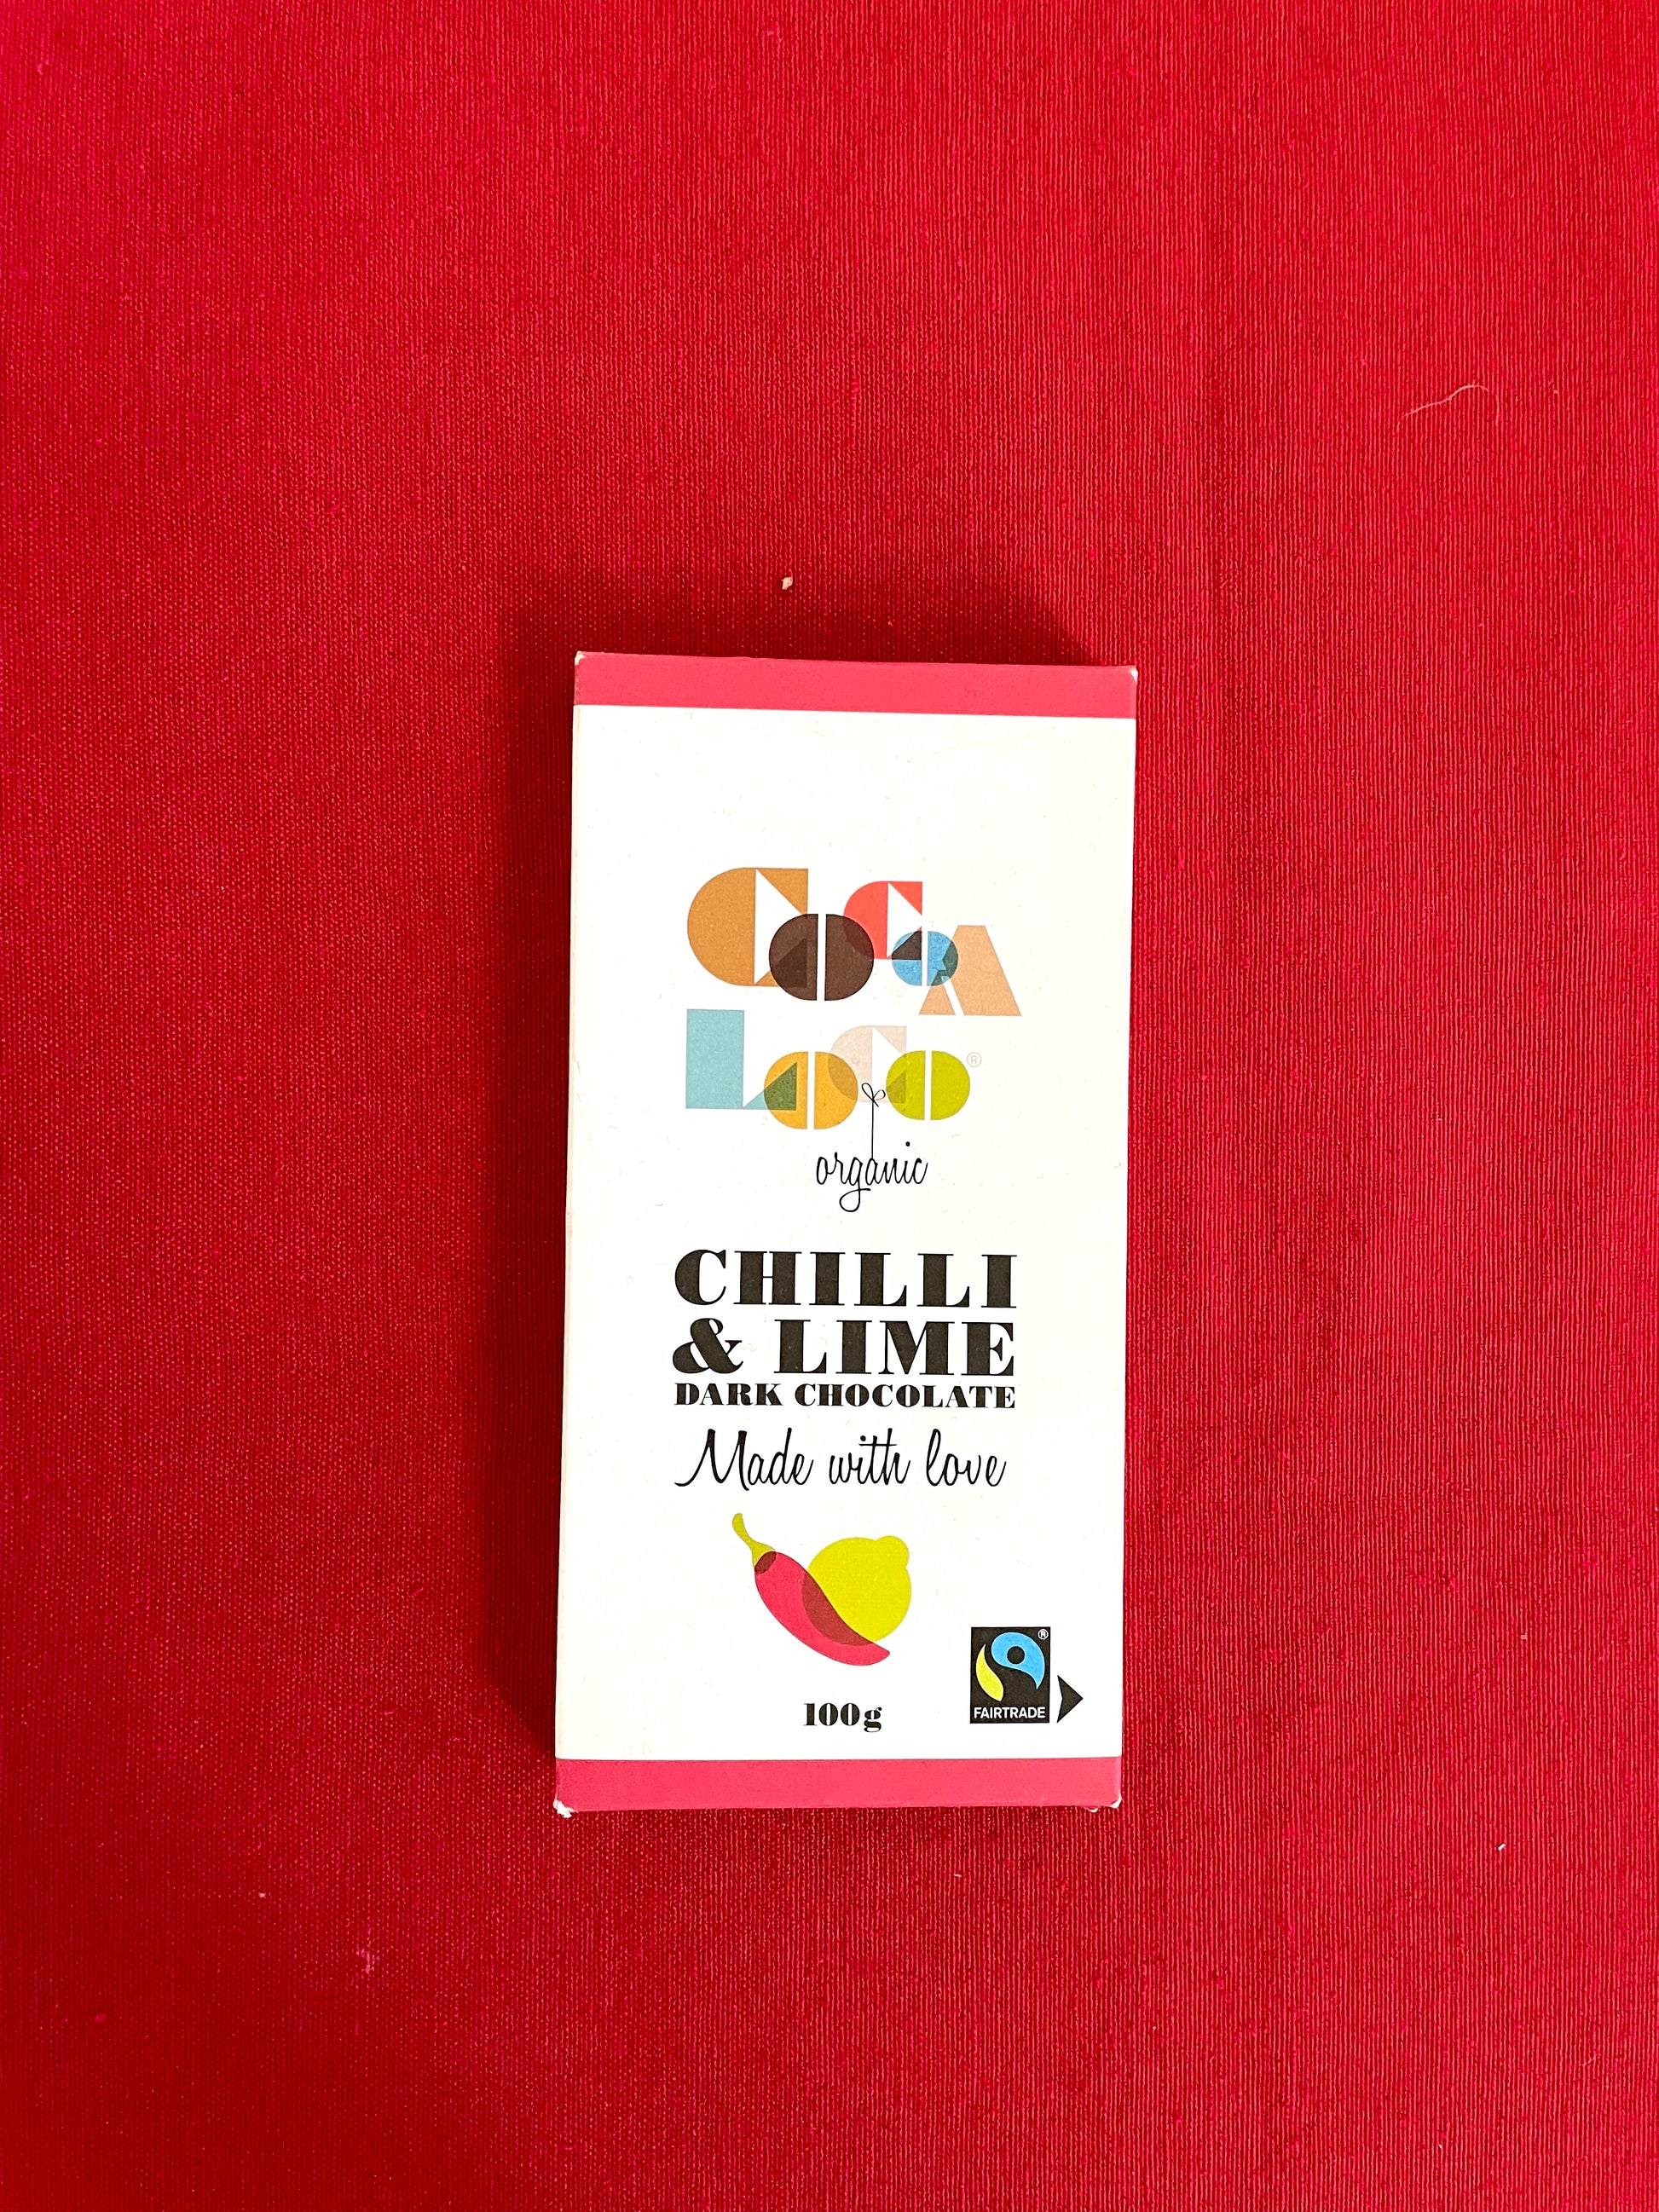 COCOA
LOCO®
organic
CHILLI
& LIME
DARK CHOCOLATE
Made with love
100g
®
FAIRTRADE